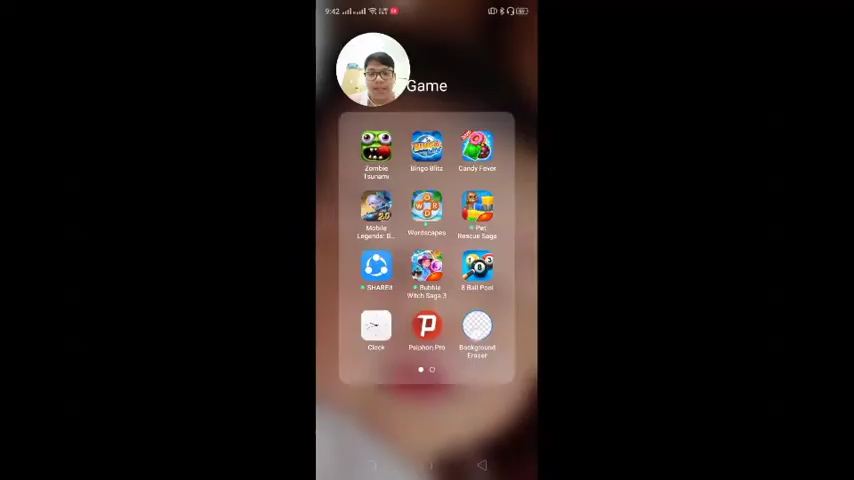 9:42
Game
Zombie
Tsunami
Bingo Blitz
Candy Fever
Mobile
Legends: B...
Wordscapes
Pet
Rescue Saga
SHAREit
Bubble
Witch Saga 3
8 Ball Pool
Clock
Psiphon Pro
Background
Eraser